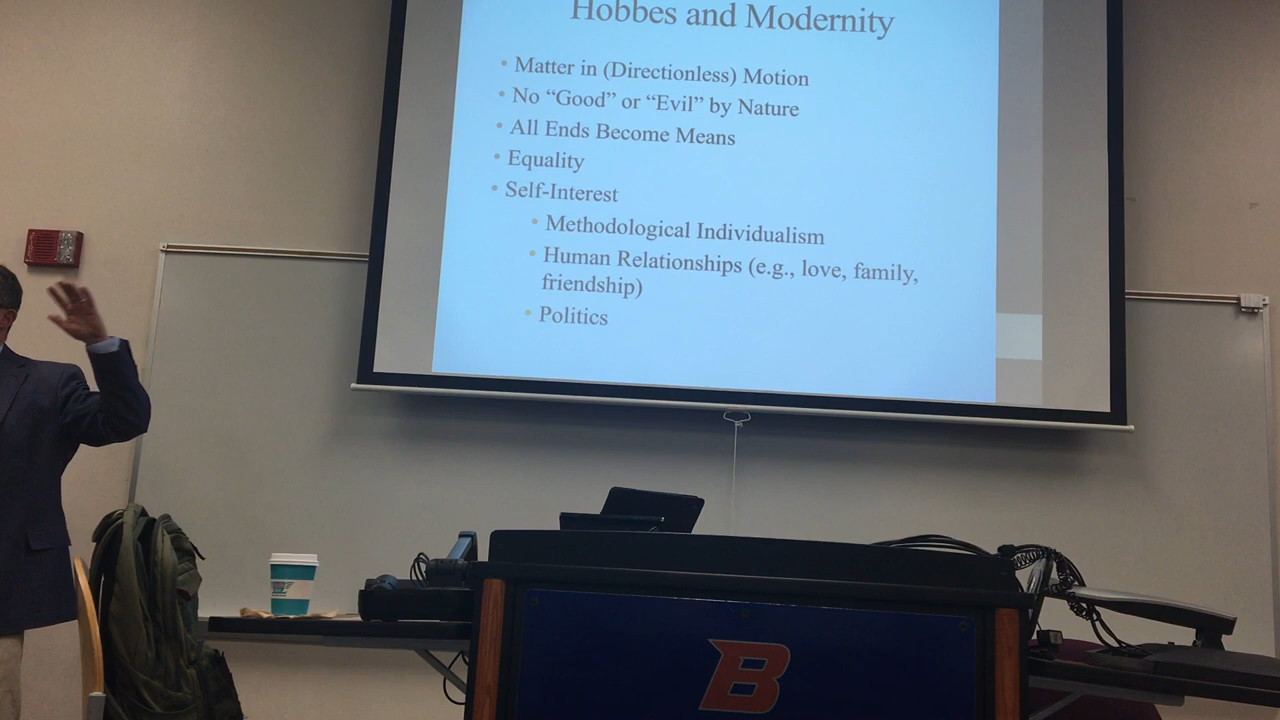 Hobbes and Modernity
• Matter in (Directionless) Motion
• No “Good” or “Evil” by Nature
• All Ends Become Means
• Equality
• Self-Interest
• Methodological Individualism
• Human Relationships (e.g., love, family,
friendship)
• Politics
B